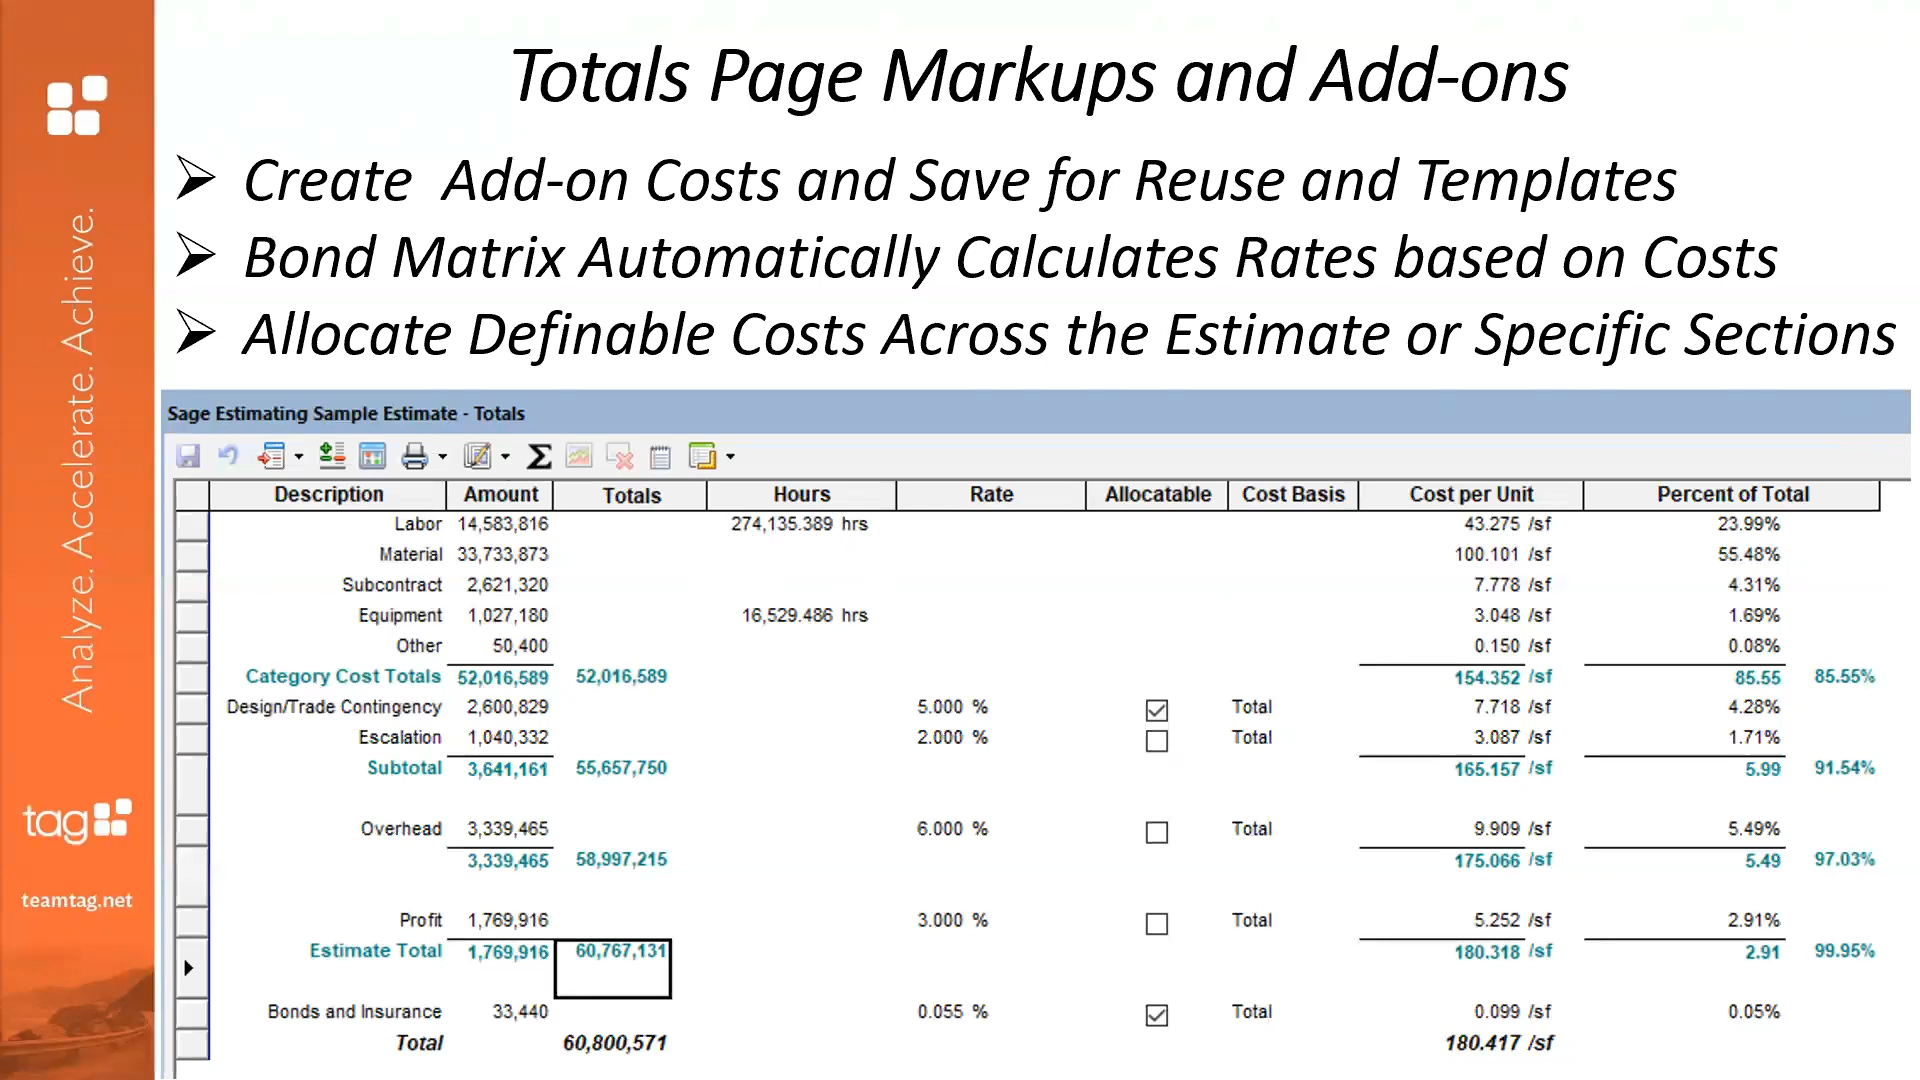 Totals Page Markups and Add-ons
Create Add-on Costs and Save for Reuse and Templates
Bond Matrix Automatically Calculates Rates based on Costs
Allocate Definable Costs Across the Estimate or Specific Sections
Analyze. Accelerate. Achieve.
tag
teamtag.net
Sage Estimating Sample Estimate - Totals
Description Amount Totals Hours Rate Allocatable Cost Basis Cost per Unit Percent of Total
Labor 14,583,816 274,135.389 hrs 43.275 /sf 23.99%
Material 33,733,873 100.101 /sf 55.48%
Subcontract 2,621,320 7.778 /sf 4.31%
Equipment 1,027,180 16,529.486 hrs 3.048 /sf 1.69%
Other 50,400 0.150 /sf 0.08%
Category Cost Totals 52,016,589 52,016,589 154.352 /sf 85.55 85.55%
Design/Trade Contingency 2,600,829 5.000 % Total 7.718 /sf 4.28%
Escalation 1,040,332 2.000 % Total 3.087 /sf 1.71%
Subtotal 3,641,161 55,657,750 165.157 /sf 5.99 91.54%
Overhead 3,339,465 6.000 % Total 9.909 /sf 5.49%
3,339,465 58,997,215 175.066 /sf 5.49 97.03%
Profit 1,769,916 3.000 % Total 5.252 /sf 2.91%
Estimate Total 1,769,916 60,767,131 180.318 /sf 2.91 99.95%
Bonds and Insurance 33,440 0.055 % Total 0.099 /sf 0.05%
Total 60,800,571 180.417 /sf